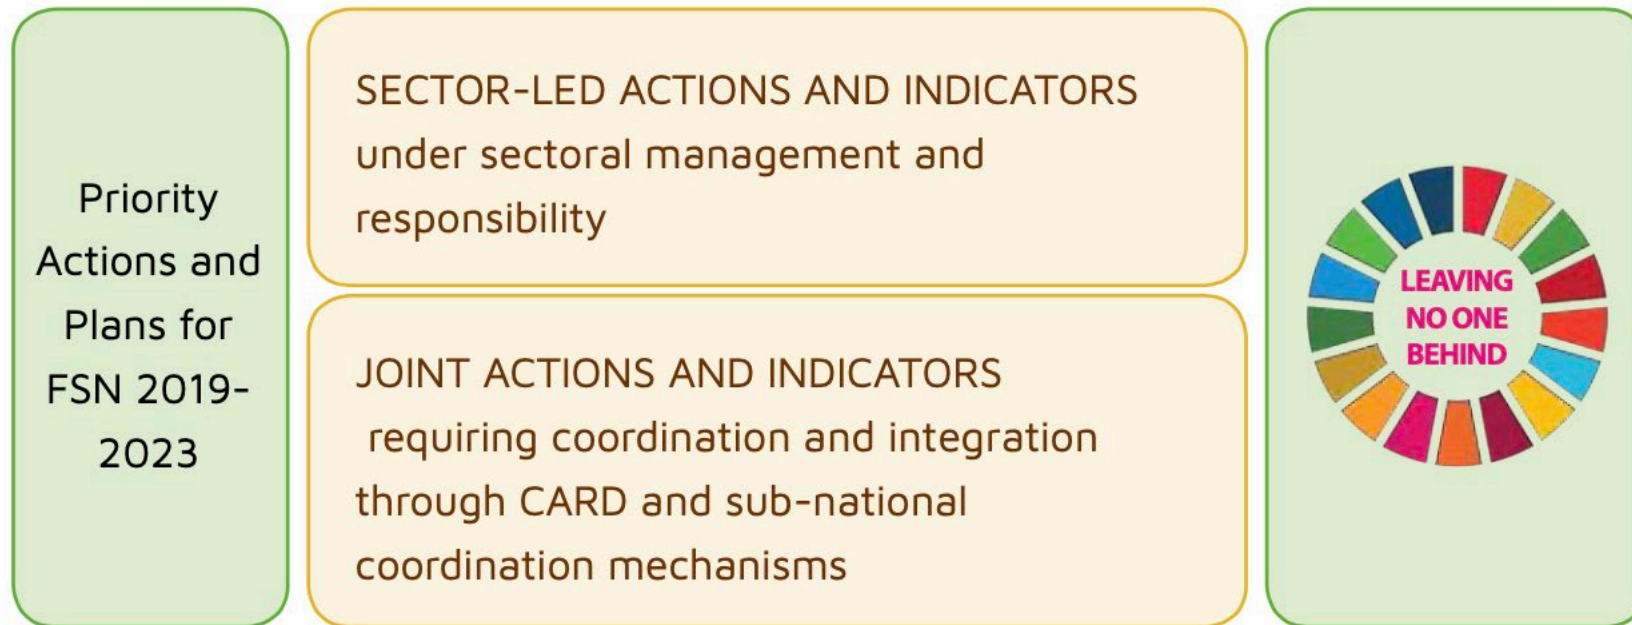 Priority
Actions and
Plans for
FSN 2019-
2023
SECTOR-LED ACTIONS AND INDICATORS
under sectoral management and
responsibility
JOINT ACTIONS AND INDICATORS
requiring coordination and integration
through CARD and sub-national
coordination mechanisms
LEAVING
NO ONE
BEHIND